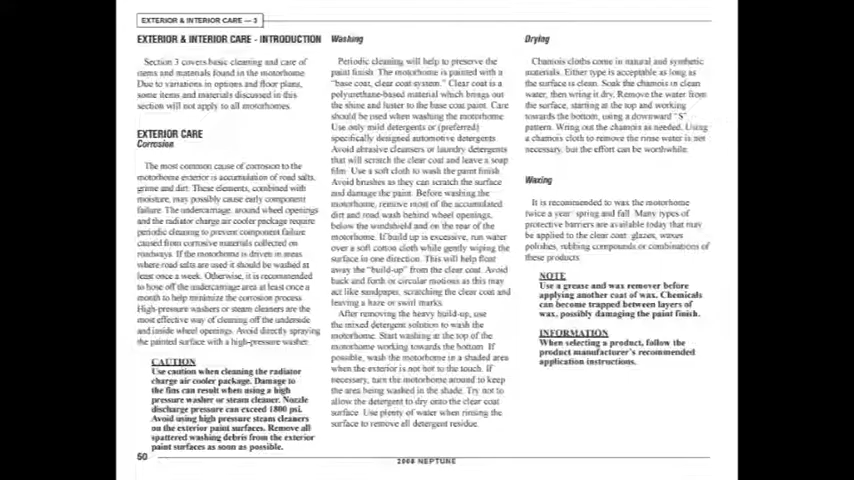 EXTERIOR & INTERIOR CARE — 3
EXTERIOR & INTERIOR CARE - INTRODUCTION
Section 3 covers basic cleaning and care of
items and materials found in the motorhome.
Due to variations in options and floor plans,
some items and materials discussed in this
section will not apply to all motorhomes.
EXTERIOR CARE
Corrosion
The most common cause of corrosion to the
motorhome exterior is accumulation of road salts,
grime and dirt. These elements, combined with
moisture, may possibly cause early component
failure. The undercarriage, around wheel openings
and the radiator charge air cooler package require
periodic cleaning to prevent component failure
caused from corrosive materials collected on
roadways. If the motorhome is driven in areas
where road salts are used it should be washed at
least once a week. Otherwise, it is recommended
to hose off the undercarriage area at least once a
month to help minimize the corrosion process.
High-pressure washers or steam cleaners are the
most effective way of cleaning off the underside
and inside wheel openings. Avoid directly spraying
the painted surface with a high-pressure washer.
CAUTION
Use caution when cleaning the radiator
charge air cooler package. Damage to
the fins can result when using a high
pressure washer or steam cleaner. Nozzle
discharge pressure can exceed 1800 psi.
Avoid using high pressure steam cleaners
on the exterior paint surfaces. Remove all
spattered washing debris from the exterior
paint surfaces as soon as possible.
Washing
Periodic cleaning will help to preserve the
paint finish. The motorhome is painted with a
"base coat, clear coat system." Clear coat is a
polyurethane-based material which brings out
the shine and luster to the base coat paint. Care
should be used when washing the motorhome.
Use only mild detergents or (preferred)
specifically designed automotive detergents.
Avoid abrasive cleansers or laundry detergents
that will scratch the clear coat and leave a soap
film. Use a soft cloth to wash the paint finish.
Avoid brushes as they can scratch the surface
and damage the paint. Before washing the
motorhome, remove most of the accumulated
dirt and road wash behind wheel openings,
below the windshield and on the rear of the
motorhome. If build up is excessive, run water
over a soft cotton cloth while gently wiping the
surface in one direction. This will help float
away the "build-up" from the clear coat. Avoid
back and forth or circular motions as this may
act like sandpaper, scratching the clear coat and
leaving a haze or swirl marks.
After removing the heavy build-up, use
the mixed detergent solution to wash the
motorhome. Start washing at the top of the
motorhome working towards the bottom. If
possible, wash the motorhome in a shaded area
when the exterior is not hot to the touch. If
necessary, turn the motorhome around to keep
the area being washed in the shade. Try not to
allow the detergent to dry onto the clear coat
surface. Use plenty of water when rinsing the
surface to remove all detergent residue.
Drying
Chamois cloths come in natural and synthetic
materials. Either type is acceptable as long as
the surface is clean. Soak the chamois in clean
water, then wring it dry. Remove the water from
the surface, starting at the top and working
towards the bottom, using a downward "S"
pattern. Wring out the chamois as needed. Using
a chamois cloth to remove the rinse water is not
necessary, but the effort can be worthwhile.
Waxing
It is recommended to wax the motorhome
twice a year: spring and fall. Many types of
protective barriers are available today that may
be applied to the clear coat: glazes, waxes
polishes, rubbing compounds or combinations of
these products.
NOTE
Use a grease and wax remover before
applying another coat of wax. Chemicals
can become trapped between layers of
wax, possibly damaging the paint finish.
INFORMATION
When selecting a product, follow the
product manufacturer's recommended
application instructions.
50
2008 NEPTUNE